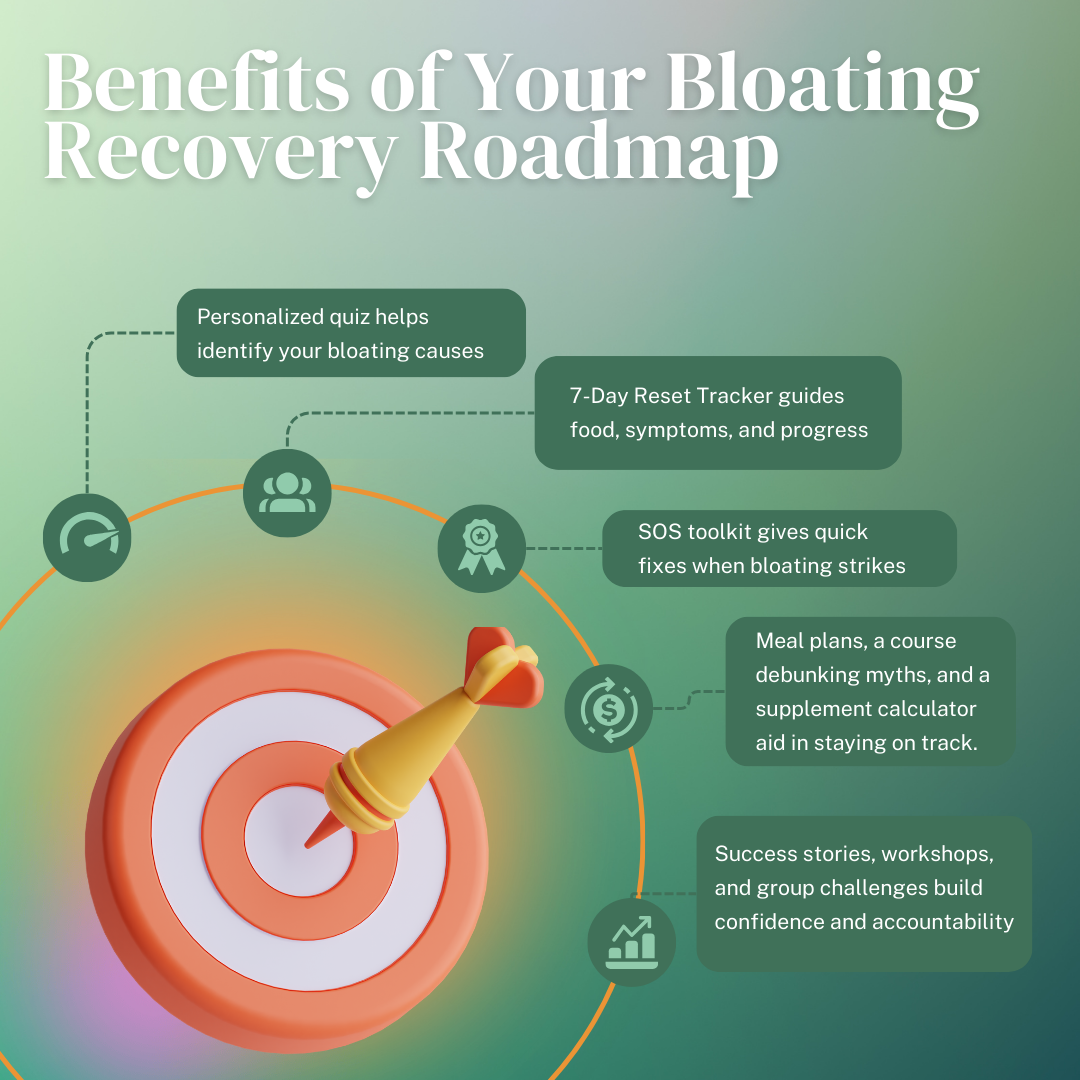 Benefits of Your Bloating
Recovery Roadmap
Personalized quiz helps
identify your bloating causes
7-Day Reset Tracker guides
food, symptoms, and progress
SOS toolkit gives quick
fixes when bloating strikes
$
Meal plans, a course
debunking myths, and a
supplement calculator
aid in staying on track.
Success stories, workshops,
and group challenges build
confidence and accountability